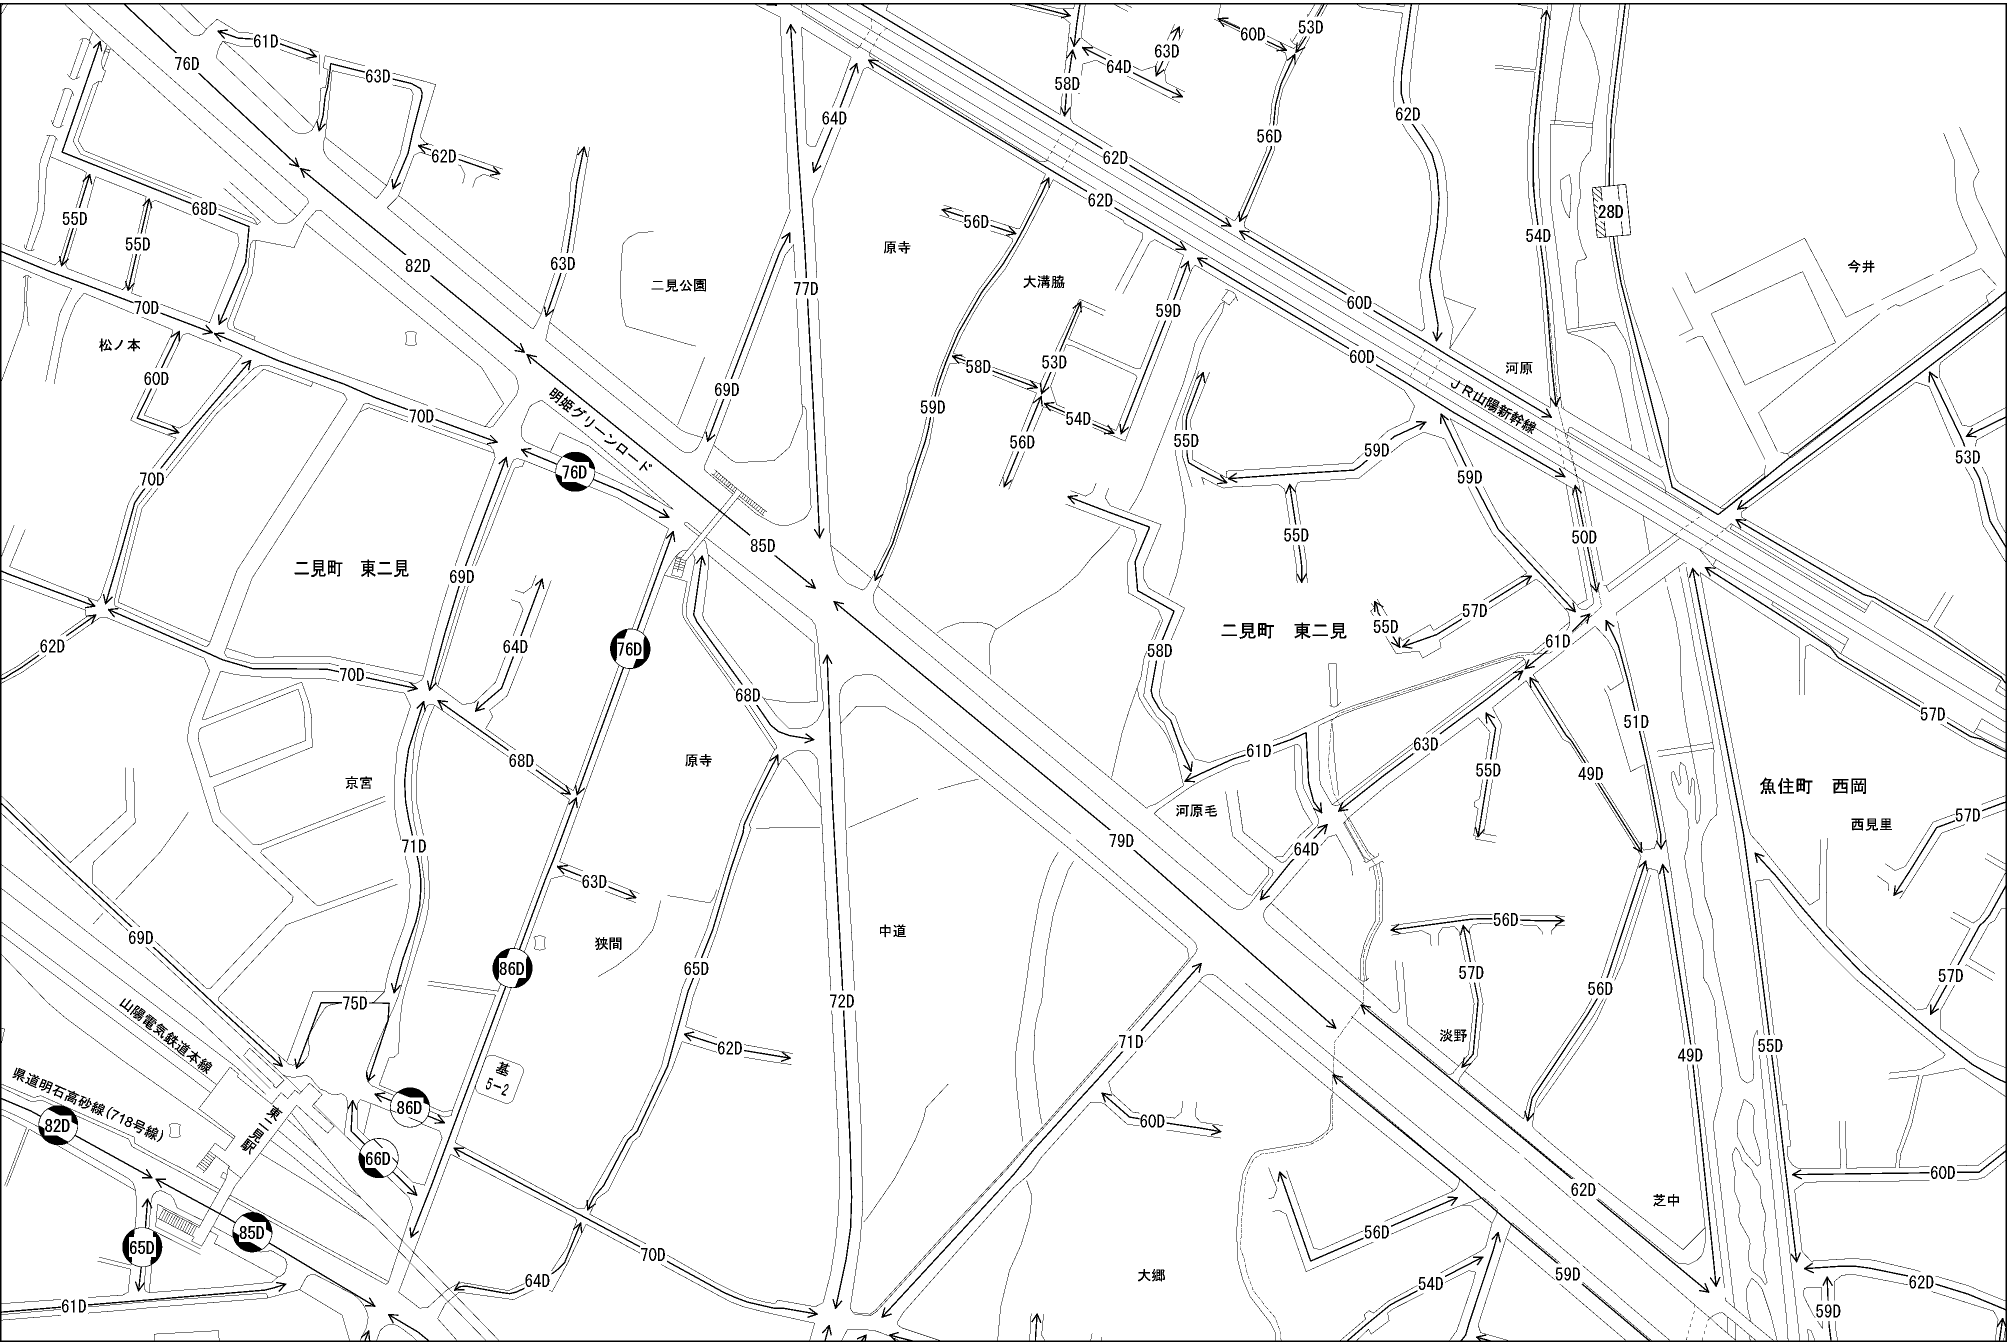 61D
53D
60D
76D
63D
63D
64D
58D
62D
64D
56D
62D
62D
62D
55D
68D
55D
28D
62D
56D
54D
原寺
63D
82D
二見公園
77D
大溝脇
今井
70D
59D
60D
松ノ本
60D
53D
58D
60D
河原
69D
明姫グリーンロード
59D
JR山陽新幹線
70D
54D
56D
55D
59D
53D
76D
70D
59D
55D
50D
85D
二見町 東二見
69D
57D
55D
二見町 東二見
61D
62D
64D
76D
58D
70D
68D
51D
57D
61D
63D
68D
原寺
55D
49D
京宮
魚住町 西岡
河原毛
57D
西見里
71D
79D
64D
63D
56D
69D
狭間
中道
86D
65D
57D
57D
56D
75D
72D
山陽電気鉄道本線
淡野
71D
62D
49D
55D
基
5-2
県道明石高砂線(718号線)
86D
82D
東二見駅
60D
66D
60D
62D
芝中
85D
56D
65D
70D
大郷
59D
64D
54D
62D
61D
59D